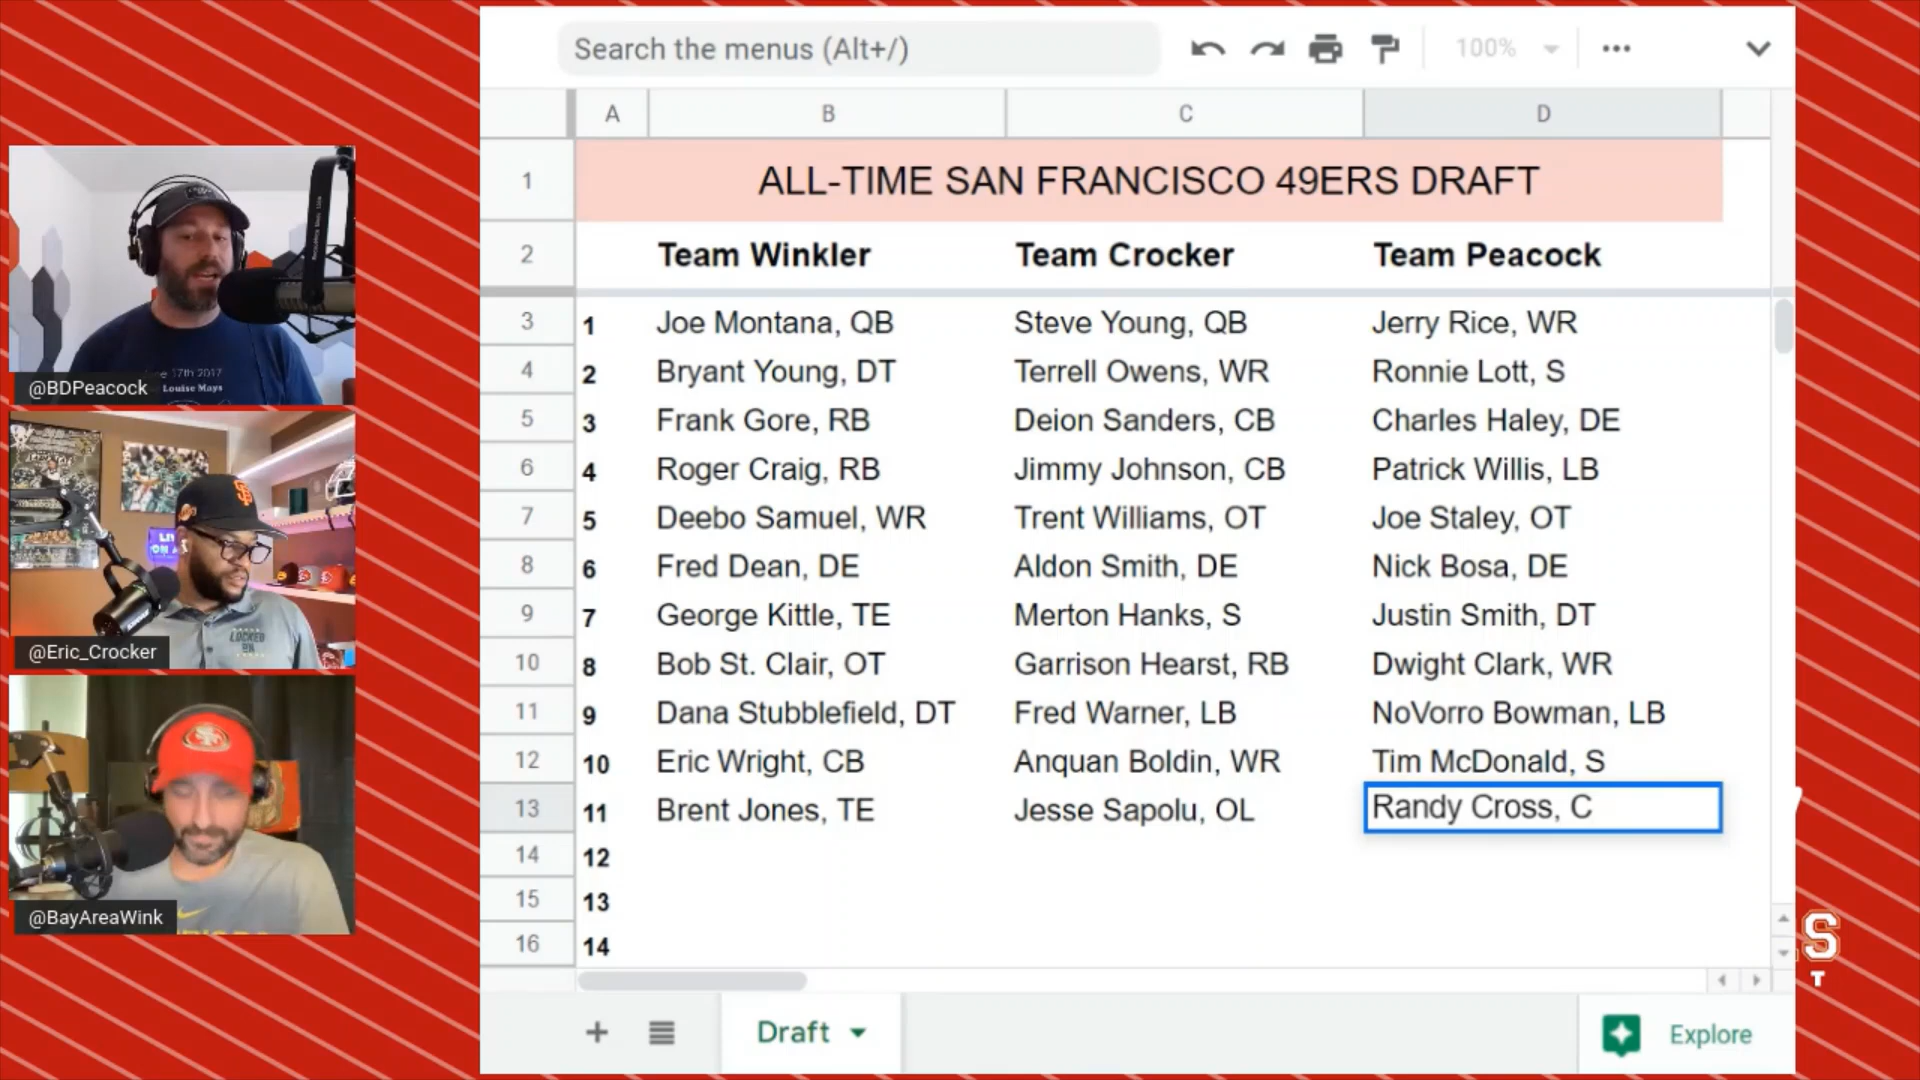 Search the menus (Alt+/)
100%
A B C D
1 ALL-TIME SAN FRANCISCO 49ERS DRAFT
2 Team Winkler Team Crocker Team Peacock
3 1 Joe Montana, QB Steve Young, QB Jerry Rice, WR
4 2 Bryant Young, DT Terrell Owens, WR Ronnie Lott, S
5 3 Frank Gore, RB Deion Sanders, CB Charles Haley, DE
6 4 Roger Craig, RB Jimmy Johnson, CB Patrick Willis, LB
7 5 Deebo Samuel, WR Trent Williams, OT Joe Staley, OT
8 6 Fred Dean, DE Aldon Smith, DE Nick Bosa, DE
9 7 George Kittle, TE Merton Hanks, S Justin Smith, DT
10 8 Bob St. Clair, OT Garrison Hearst, RB Dwight Clark, WR
11 9 Dana Stubblefield, DT Fred Warner, LB NoVorro Bowman, LB
12 10 Eric Wright, CB Anquan Boldin, WR Tim McDonald, S
13 11 Brent Jones, TE Jesse Sapolu, OL Randy Cross, C
14 12
15 13
16 14
Draft
Explore
17th 2017
Louise Mays
@BDPeacock
LOCKED
ON
@Eric_Crocker
@BayAreaWink
S
T